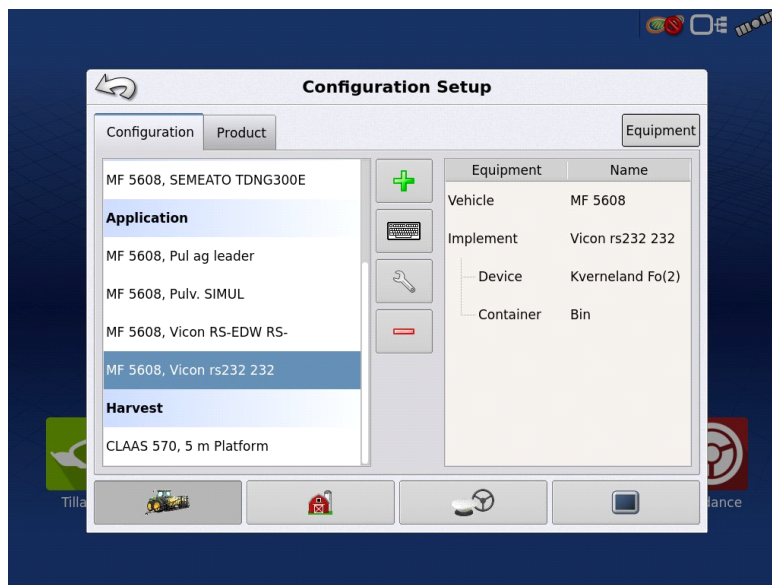 Configuration Setup
Configuration
Product
Equipment
MF 5608, SEMEATO TDNG300E
Application
MF 5608, Pul ag leader
MF 5608, Pulv. SIMUL
MF 5608, Vicon RS-EDW RS-
MF 5608, Vicon rs232 232
Harvest
CLAAS 570, 5 m Platform
Equipment Name
Vehicle MF 5608
Implement Vicon rs232 232
Device Kverneland Fo(2)
Container Bin
Tilla
dance